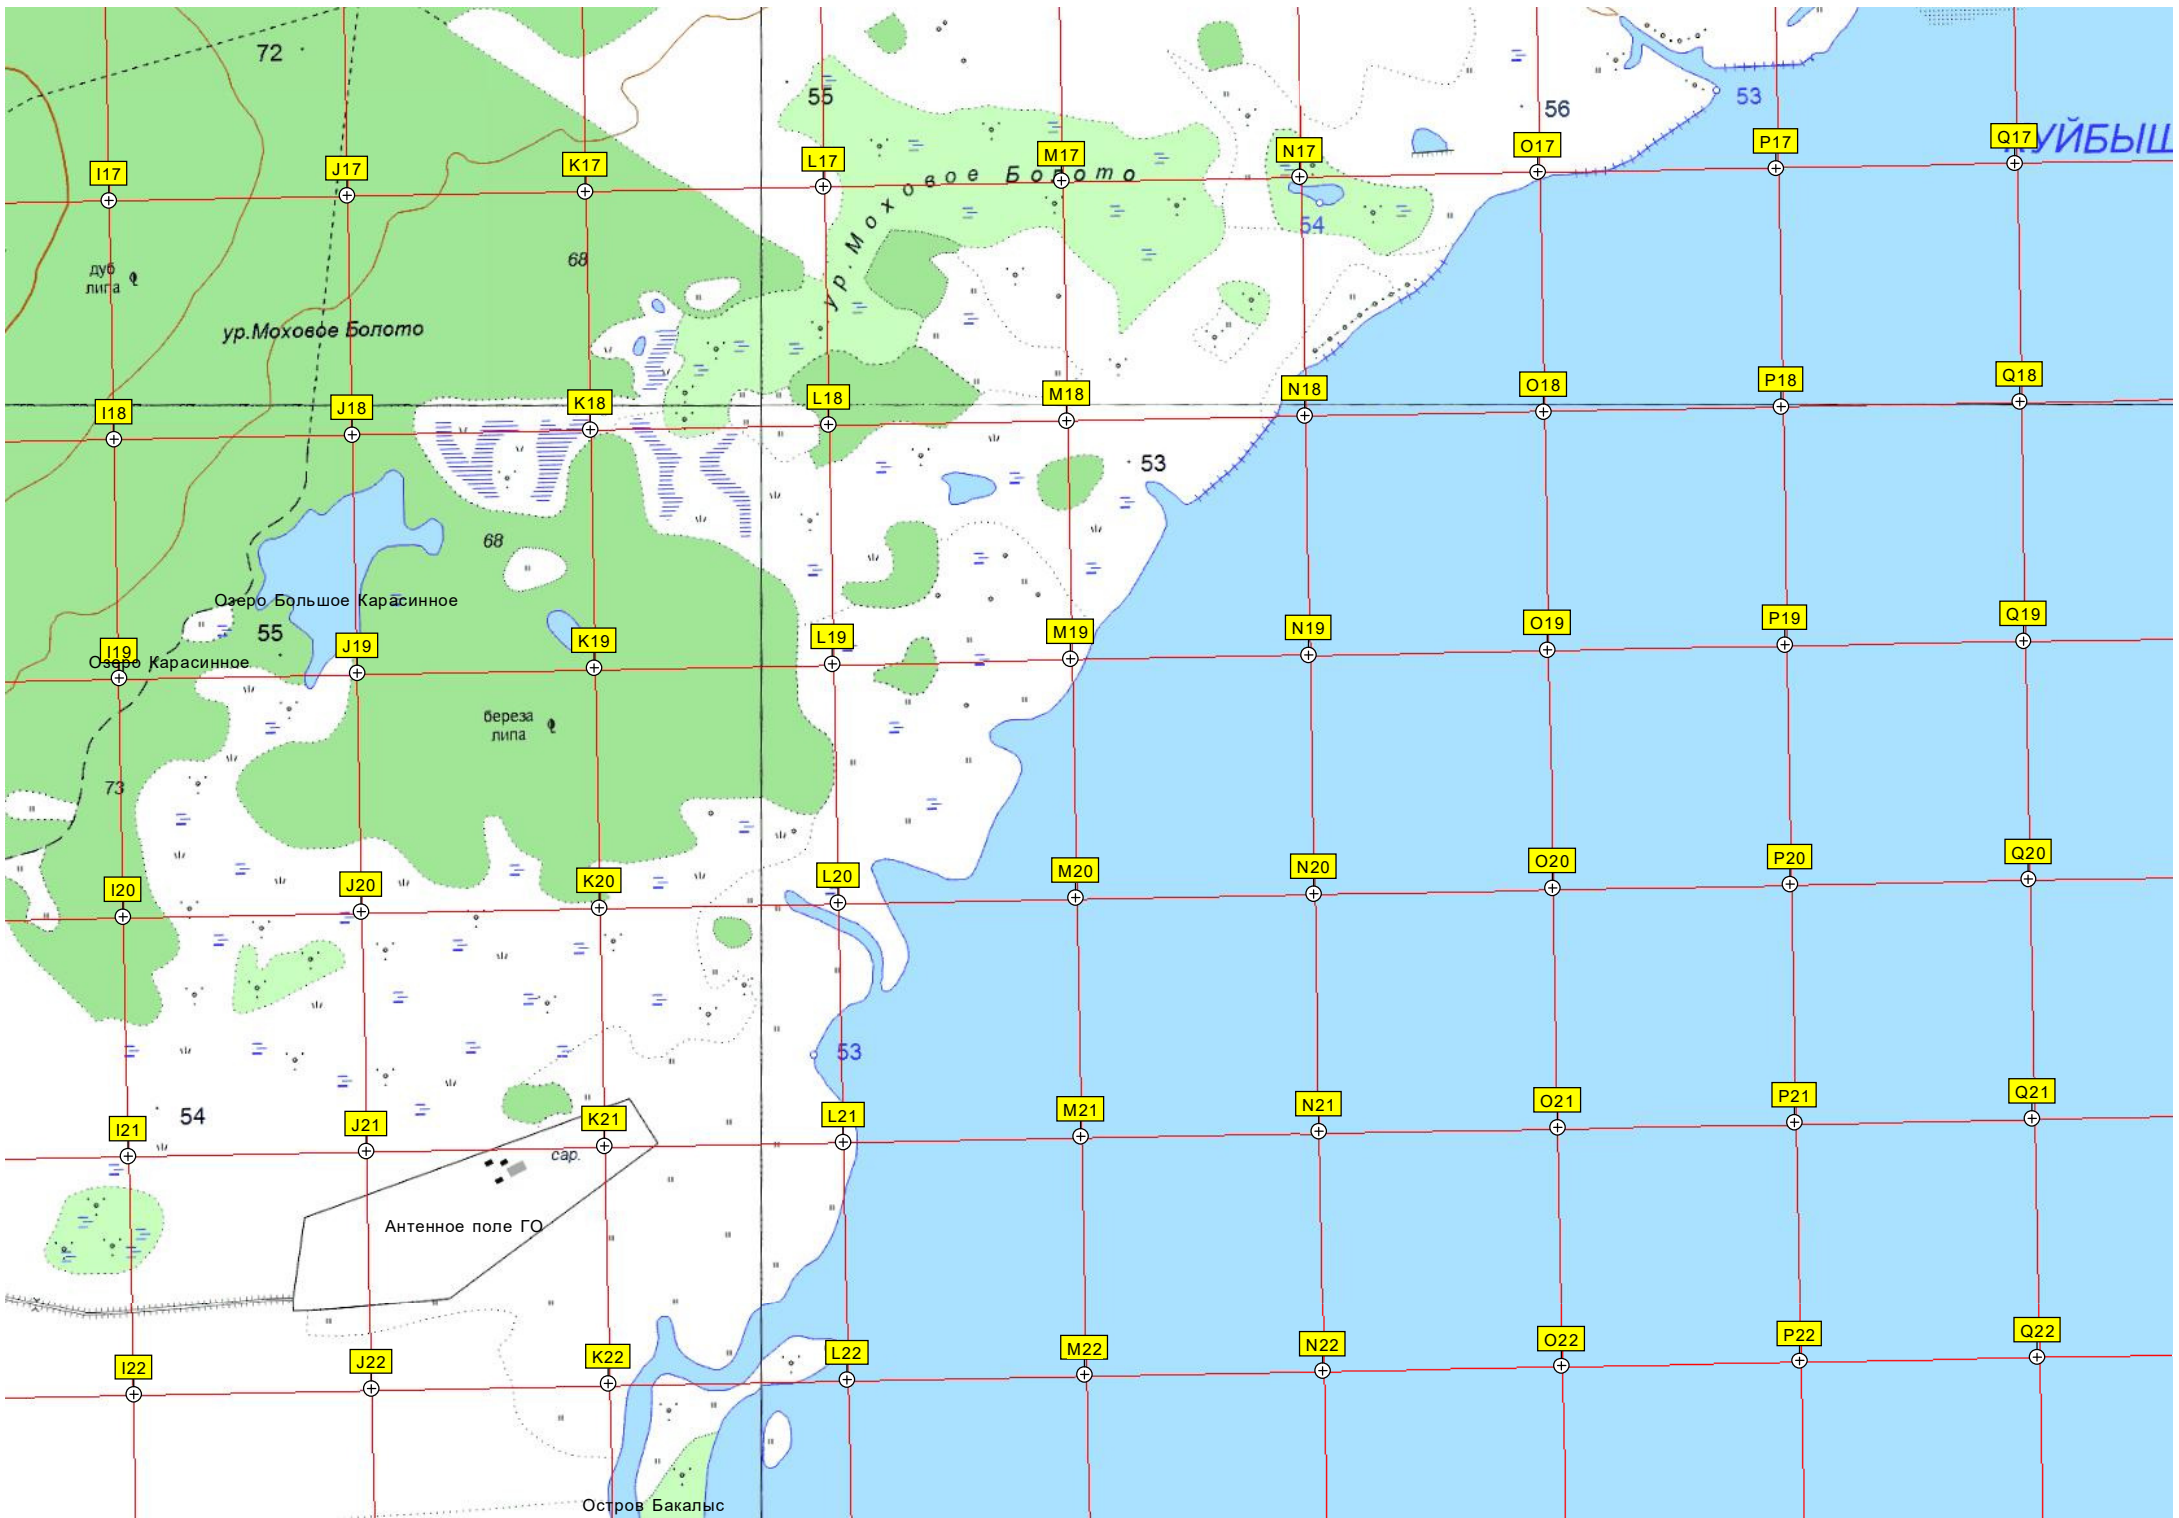 72
55
53
56
КУЙБЫШ
I17
J17
K17
L17
M17
N17
O17
P17
Q17
ур. Моховое Болото
54
дуб
липа
68
ур.Моховое Болото
I18
J18
K18
L18
M18
N18
O18
P18
Q18
53
68
Озеро Большое Карасинное
55
I19
J19
K19
L19
M19
N19
O19
P19
Q19
Озеро Карасинное
береза
липа
73
I20
J20
K20
L20
M20
N20
O20
P20
Q20
53
54
I21
J21
K21
L21
M21
N21
O21
P21
Q21
сар.
Антенное поле ГО
I22
J22
K22
L22
M22
N22
O22
P22
Q22
Остров Бакалыс